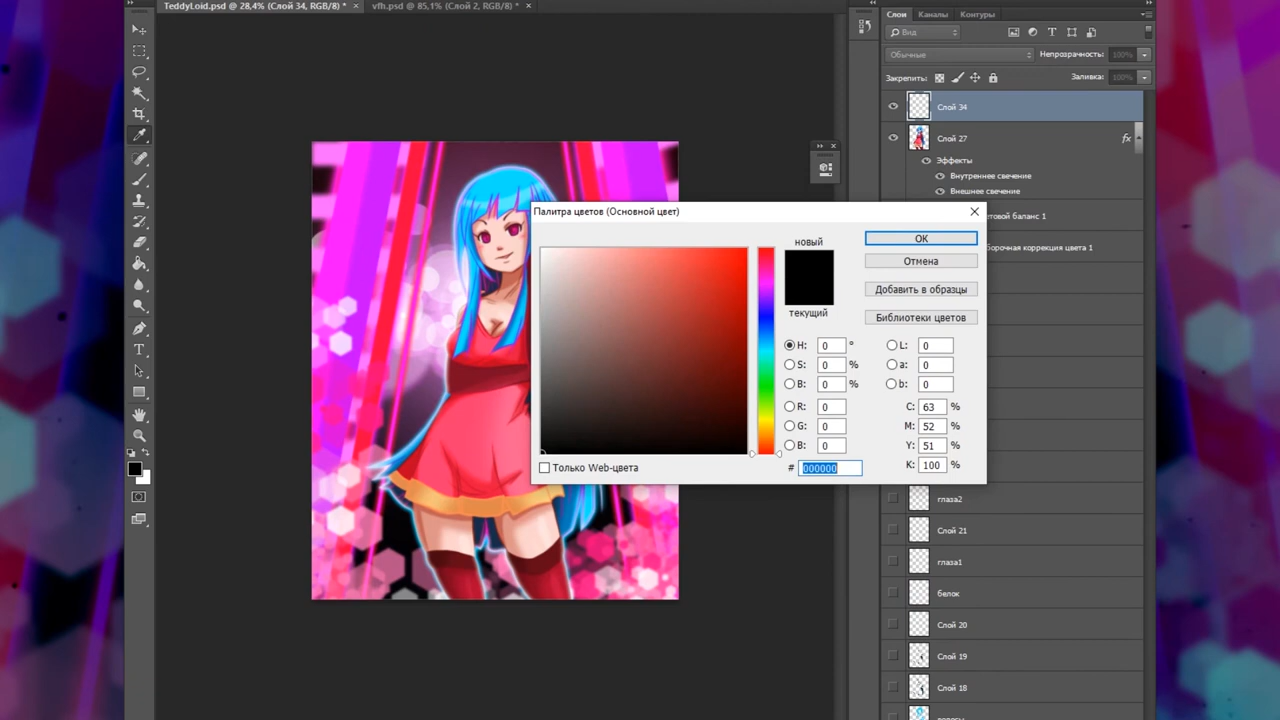 TeddyLoid.psd @ 28,4% (Слой 34, RGB/8) *
vfh.psd @ 85,1% (Слой 2, RGB/8) *
Слои Каналы Контуры
Вид
Обычные Непрозрачность: 100%
Закрепить: Заливка: 100%
Слой 34
Слой 27 fx
Эффекты
Внутреннее свечение
Внешнее свечение
етовой баланс 1
борочная коррекция цвета 1
глаза2
Слой 21
глаза1
белок
Слой 20
Слой 19
Слой 18
Палитра цветов (Основной цвет)
новый
текущий
OK
Отмена
Добавить в образцы
Библиотеки цветов
H: 0 °
S: 0 %
B: 0 %
R: 0
G: 0
B: 0
L: 0
a: 0
b: 0
C: 63 %
M: 52 %
Y: 51 %
K: 100 %
# 000000
Только Web-цвета